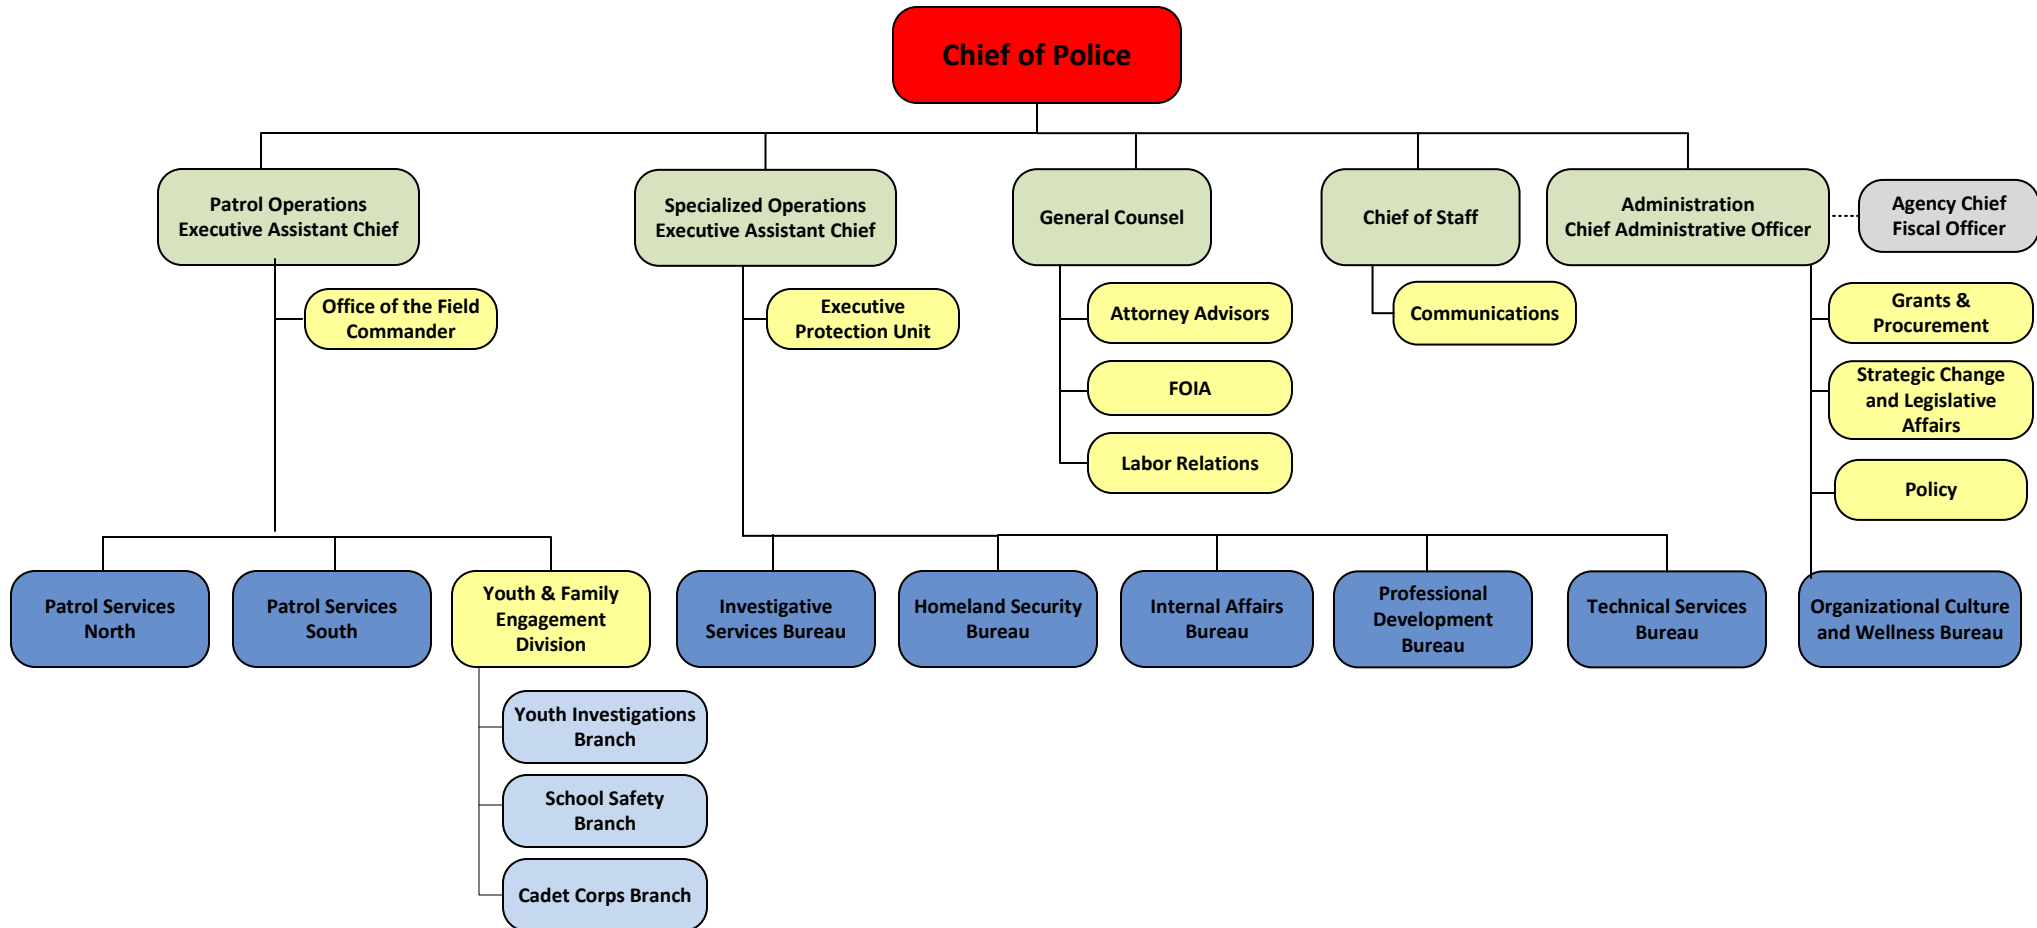 Chief of Police
Patrol Operations
Executive Assistant Chief
Specialized Operations
Executive Assistant Chief
General Counsel
Chief of Staff
Administration
Chief Administrative Officer
Agency Chief
Fiscal Officer
Office of the Field
Commander
Executive
Protection Unit
Attorney Advisors
FOIA
Labor Relations
Communications
Grants &
Procurement
Strategic Change
and Legislative
Affairs
Policy
Patrol Services
North
Patrol Services
South
Youth & Family
Engagement
Division
Investigative
Services Bureau
Homeland Security
Bureau
Internal Affairs
Bureau
Professional
Development
Bureau
Technical Services
Bureau
Organizational Culture
and Wellness Bureau
Youth Investigations
Branch
School Safety
Branch
Cadet Corps Branch